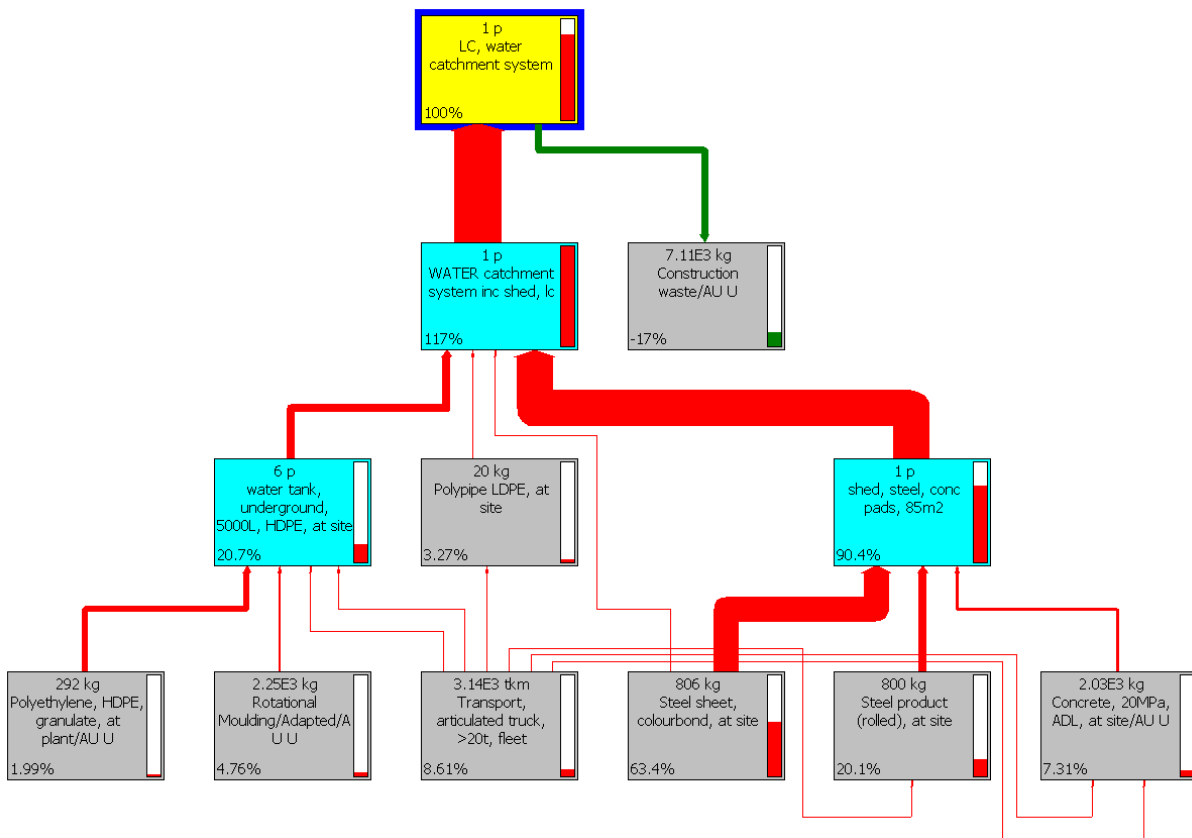 1 p
LC, water
catchment system
100%
1 p
WATER catchment
system inc shed, lc
117%
7.11E3 kg
Construction
waste/AU U
-17%
6 p
water tank,
underground,
5000L, HDPE, at site
20.7%
20 kg
Polypipe LDPE, at
site
3.27%
1 p
shed, steel, conc
pads, 85m2
90.4%
292 kg
Polyethylene, HDPE,
granulate, at
plant/AU U
1.99%
2.25E3 kg
Rotational
Moulding/Adapted/A
U U
4.76%
3.14E3 tkm
Transport,
articulated truck,
>20t, fleet
8.61%
806 kg
Steel sheet,
colourbond, at site
63.4%
800 kg
Steel product
(rolled), at site
20.1%
2.03E3 kg
Concrete, 20MPa,
ADL, at site/AU U
7.31%